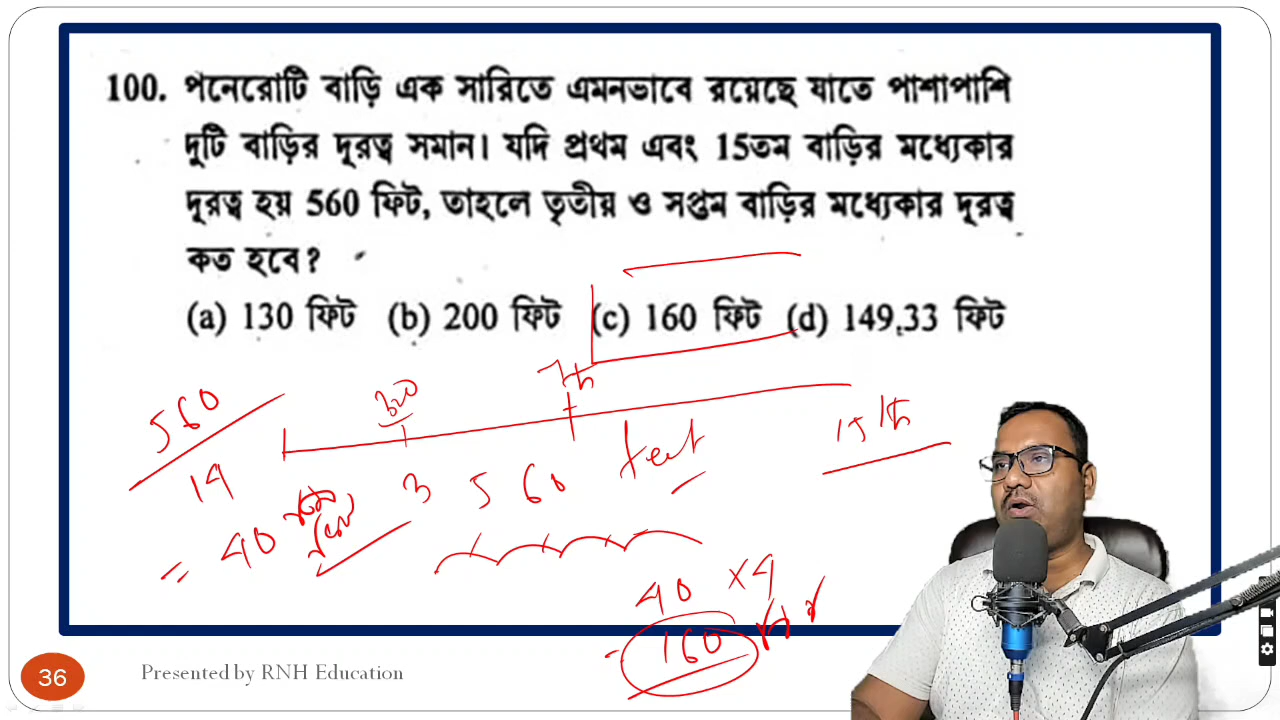 100. পনেরোটি বাড়ি এক সারিতে এমনভাবে রয়েছে যাতে পাশাপাশি
দুটি বাড়ির দূরত্ব সমান। যদি প্রথম এবং 15তম বাড়ির মধ্যেকার
দূরত্ব হয় 560 ফিট, তাহলে তৃতীয় ও সপ্তম বাড়ির মধ্যেকার দূরত্ব
কত হবে?
(a) 130 ফিট (b) 200 ফিট (c) 160 ফিট (d) 149.33 ফিট
7th
560
15th
14
3 560 feet
= 40
40 × 4
= 160
36 Presented by RNH Education